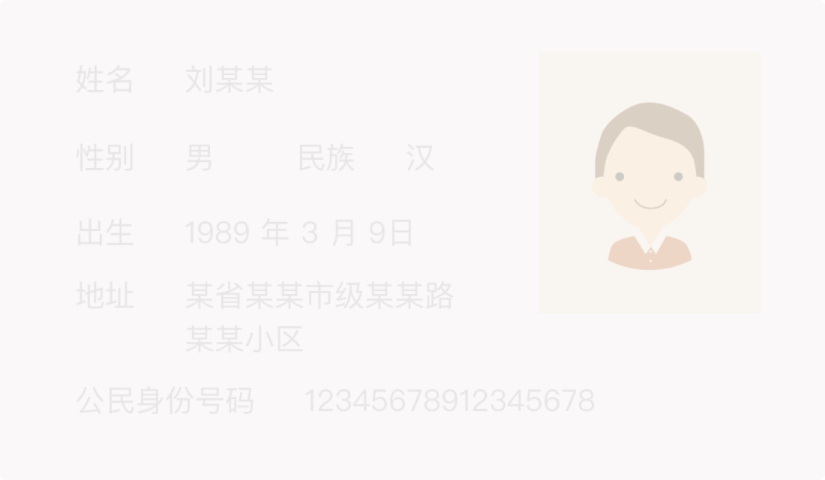 姓名 刘某某
性别 男 民族 汉
出生 1989 年 3 月 9日
地址 某省某某市级某某路
某某小区
公民身份号码 12345678912345678